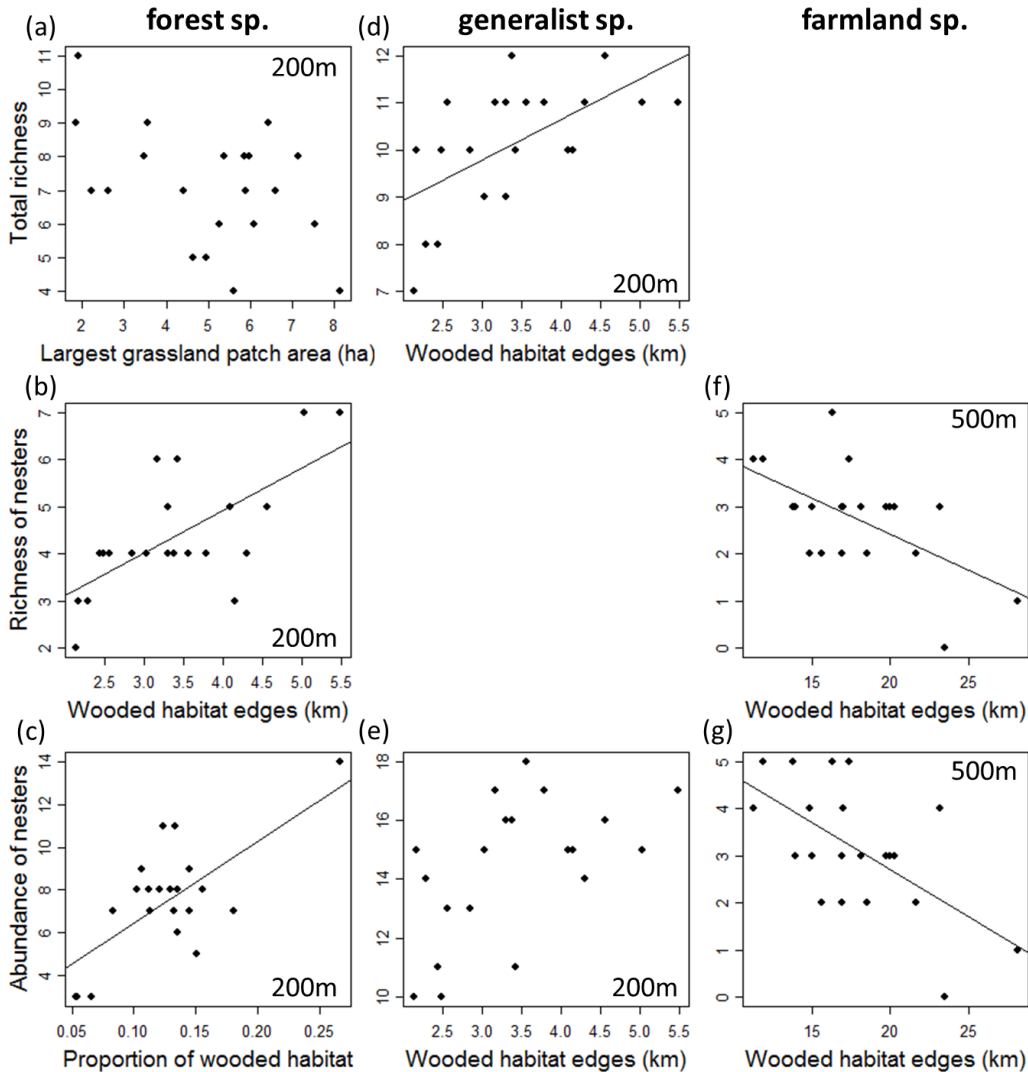 forest sp.
generalist sp.
farmland sp.
(a)
200m
Total richness
11
10
9
8
7
6
5
4
2 3 4 5 6 7 8
Largest grassland patch area (ha)
(d)
12
11
10
9
8
7
200m
2.5 3.0 3.5 4.0 4.5 5.0 5.5
Wooded habitat edges (km)
(b)
Richness of nesters
7
6
5
4
3
2
200m
2.5 3.0 3.5 4.0 4.5 5.0 5.5
Wooded habitat edges (km)
(f)
500m
5
4
3
2
1
0
15 20 25
Wooded habitat edges (km)
(c)
Abundance of nesters
14
12
10
8
6
4
200m
0.05 0.10 0.15 0.20 0.25
Proportion of wooded habitat
(e)
18
16
14
12
10
200m
2.5 3.0 3.5 4.0 4.5 5.0 5.5
Wooded habitat edges (km)
(g)
500m
5
4
3
2
1
0
15 20 25
Wooded habitat edges (km)